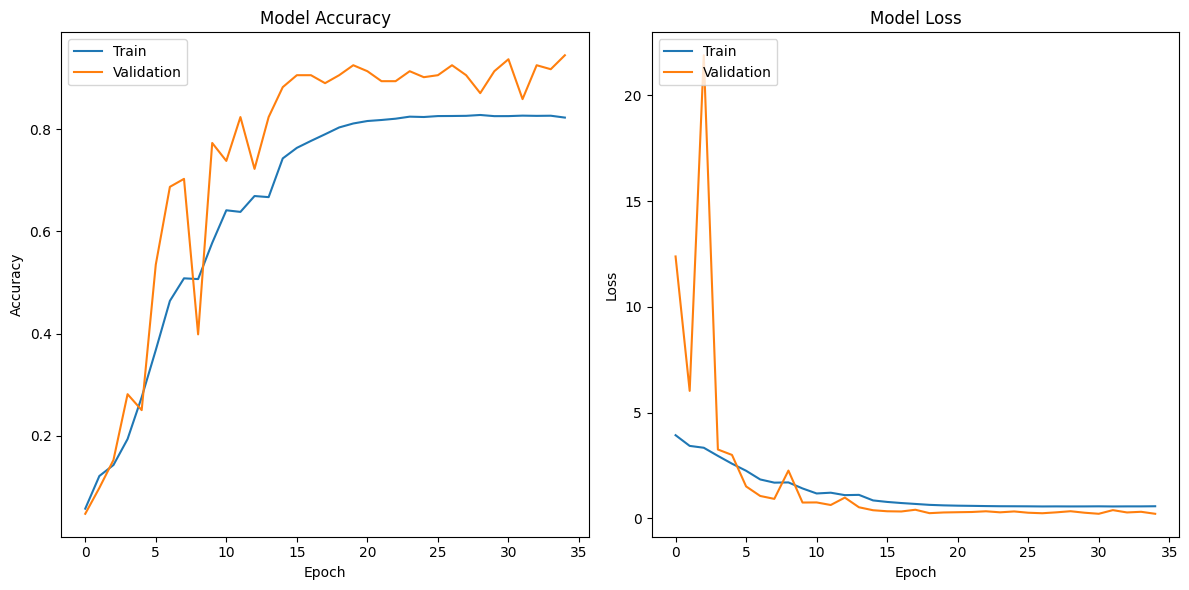 Model Accuracy
Train
Validation
Accuracy
0.8
0.6
0.4
0.2
0 5 10 15 20 25 30 35
Epoch
Model Loss
Train
Validation
Loss
20
15
10
5
0
0 5 10 15 20 25 30 35
Epoch